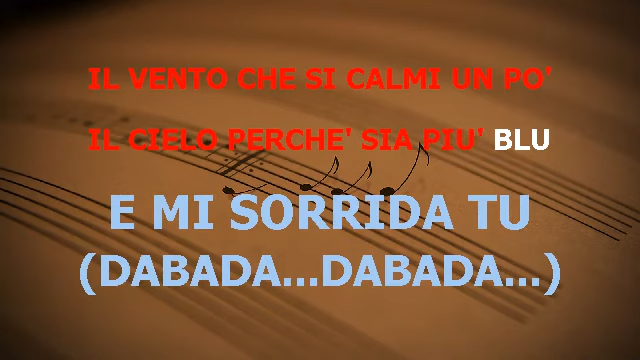 IL VENTO CHE SI CALMI UN PO'
IL CIELO PERCHE' SIA PIU' BLU
E MI SORRIDA TU
(DABADA...DABADA...)